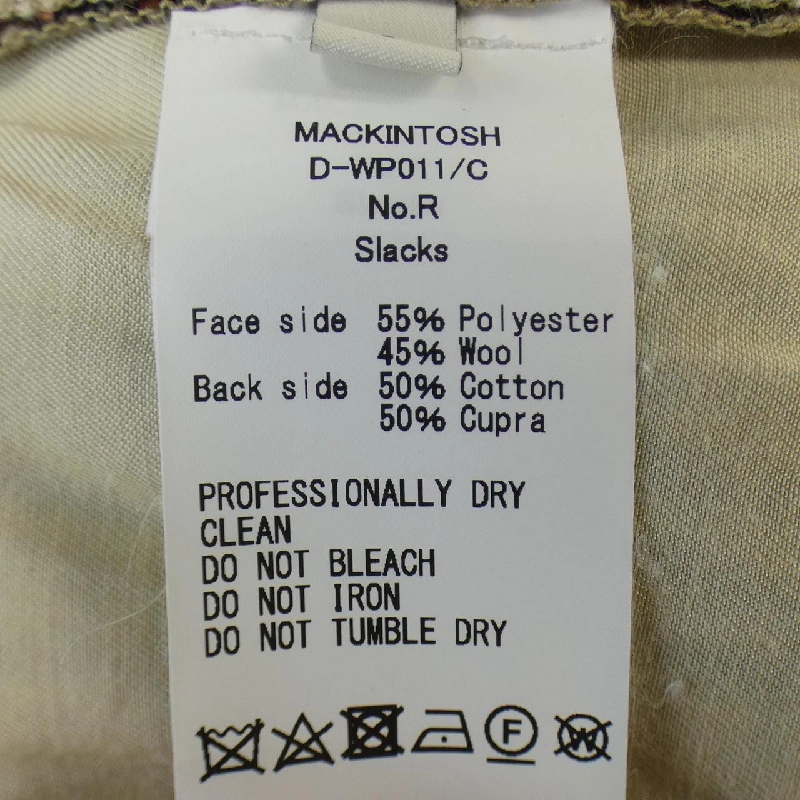 MACKINTOSH
D-WP011/C
No.R
Slacks
Face side 55% Polyester
45% Wool
Back side 50% Cotton
50% Cupra
PROFESSIONALLY DRY
CLEAN
DO NOT BLEACH
DO NOT IRON
DO NOT TUMBLE DRY
F W